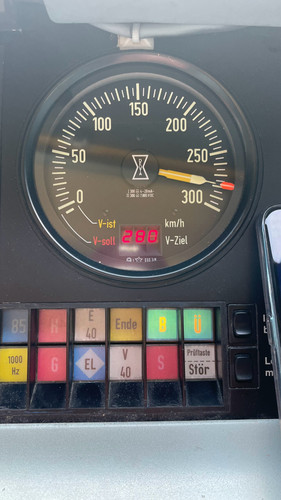 150
100
200
50
250
0
300
V-ist
km/h
V-soll
280
V-Ziel
85
H
E 40
Ende
B
Ü
1000 Hz
G
EL
V 40
S
Prüftaste
Stör